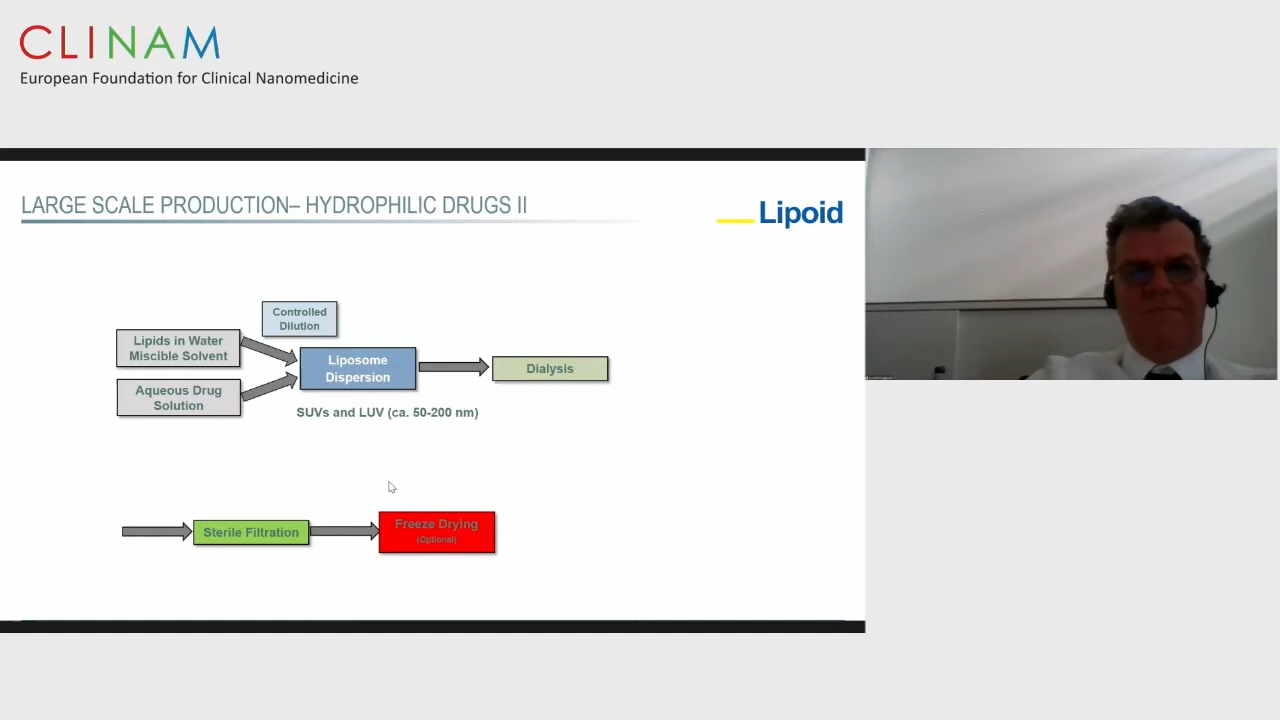 CLINAM
European Foundation for Clinical Nanomedicine
LARGE SCALE PRODUCTION– HYDROPHILIC DRUGS II
Lipoid
Controlled
Dilution
Lipids in Water
Miscible Solvent
Aqueous Drug
Solution
Liposome
Dispersion
Dialysis
SUVs and LUV (ca. 50-200 nm)
Sterile Filtration
Freeze Drying
(Optional)